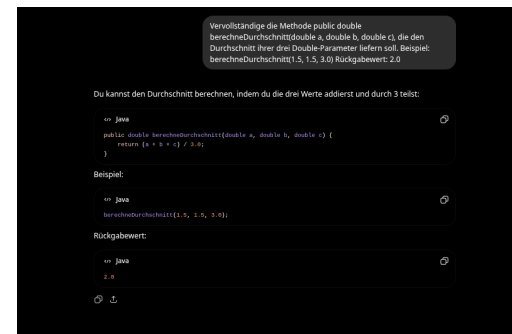 Vervollständige die Methode public double
berechneDurchschnitt(double a, double b, double c), die den
Durchschnitt ihrer drei Double-Parameter liefern soll. Beispiel:
berechneDurchschnitt(1.5, 1.5, 3.0) Rückgabewert: 2.0
Du kannst den Durchschnitt berechnen, indem du die drei Werte addierst und durch 3 teilst:
Java
public double berechneDurchschnitt(double a, double b, double c) {
    return (a + b + c) / 3.0;
}
Beispiel:
Java
berechneDurchschnitt(1.5, 1.5, 3.0);
Rückgabewert:
Java
2.0